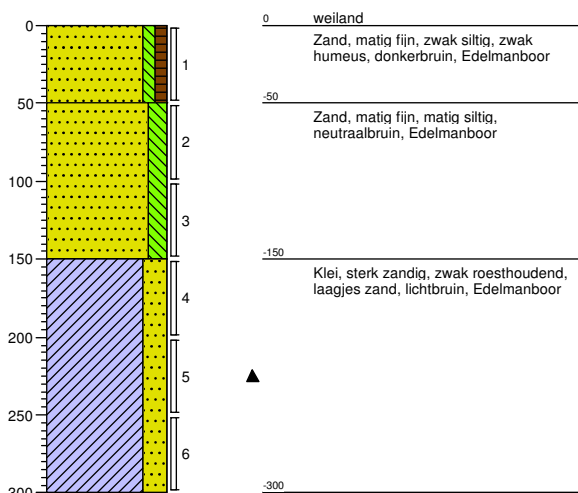 0
50
100
150
200
250
300
1
2
3
4
5
6
0 weiland
Zand, matig fijn, zwak siltig, zwak
humeus, donkerbruin, Edelmanboor
-50
Zand, matig fijn, matig siltig,
neutraalbruin, Edelmanboor
-150
Klei, sterk zandig, zwak roesthoudend,
laagjes zand, lichtbruin, Edelmanboor
-300